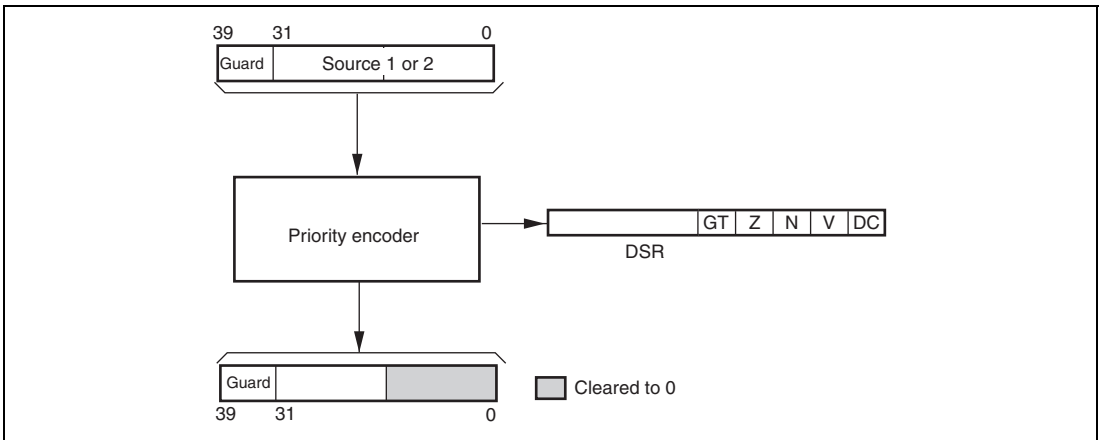 39 31 0
Guard Source 1 or 2
Priority encoder
GT Z N V DC
DSR
Guard
Cleared to 0
39 31 0